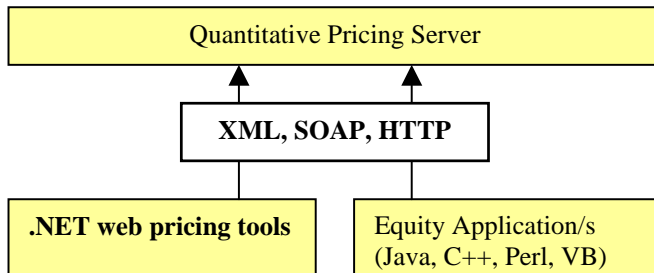 Quantitative Pricing Server
XML, SOAP, HTTP
.NET web pricing tools
Equity Application/s
(Java, C++, Perl, VB)